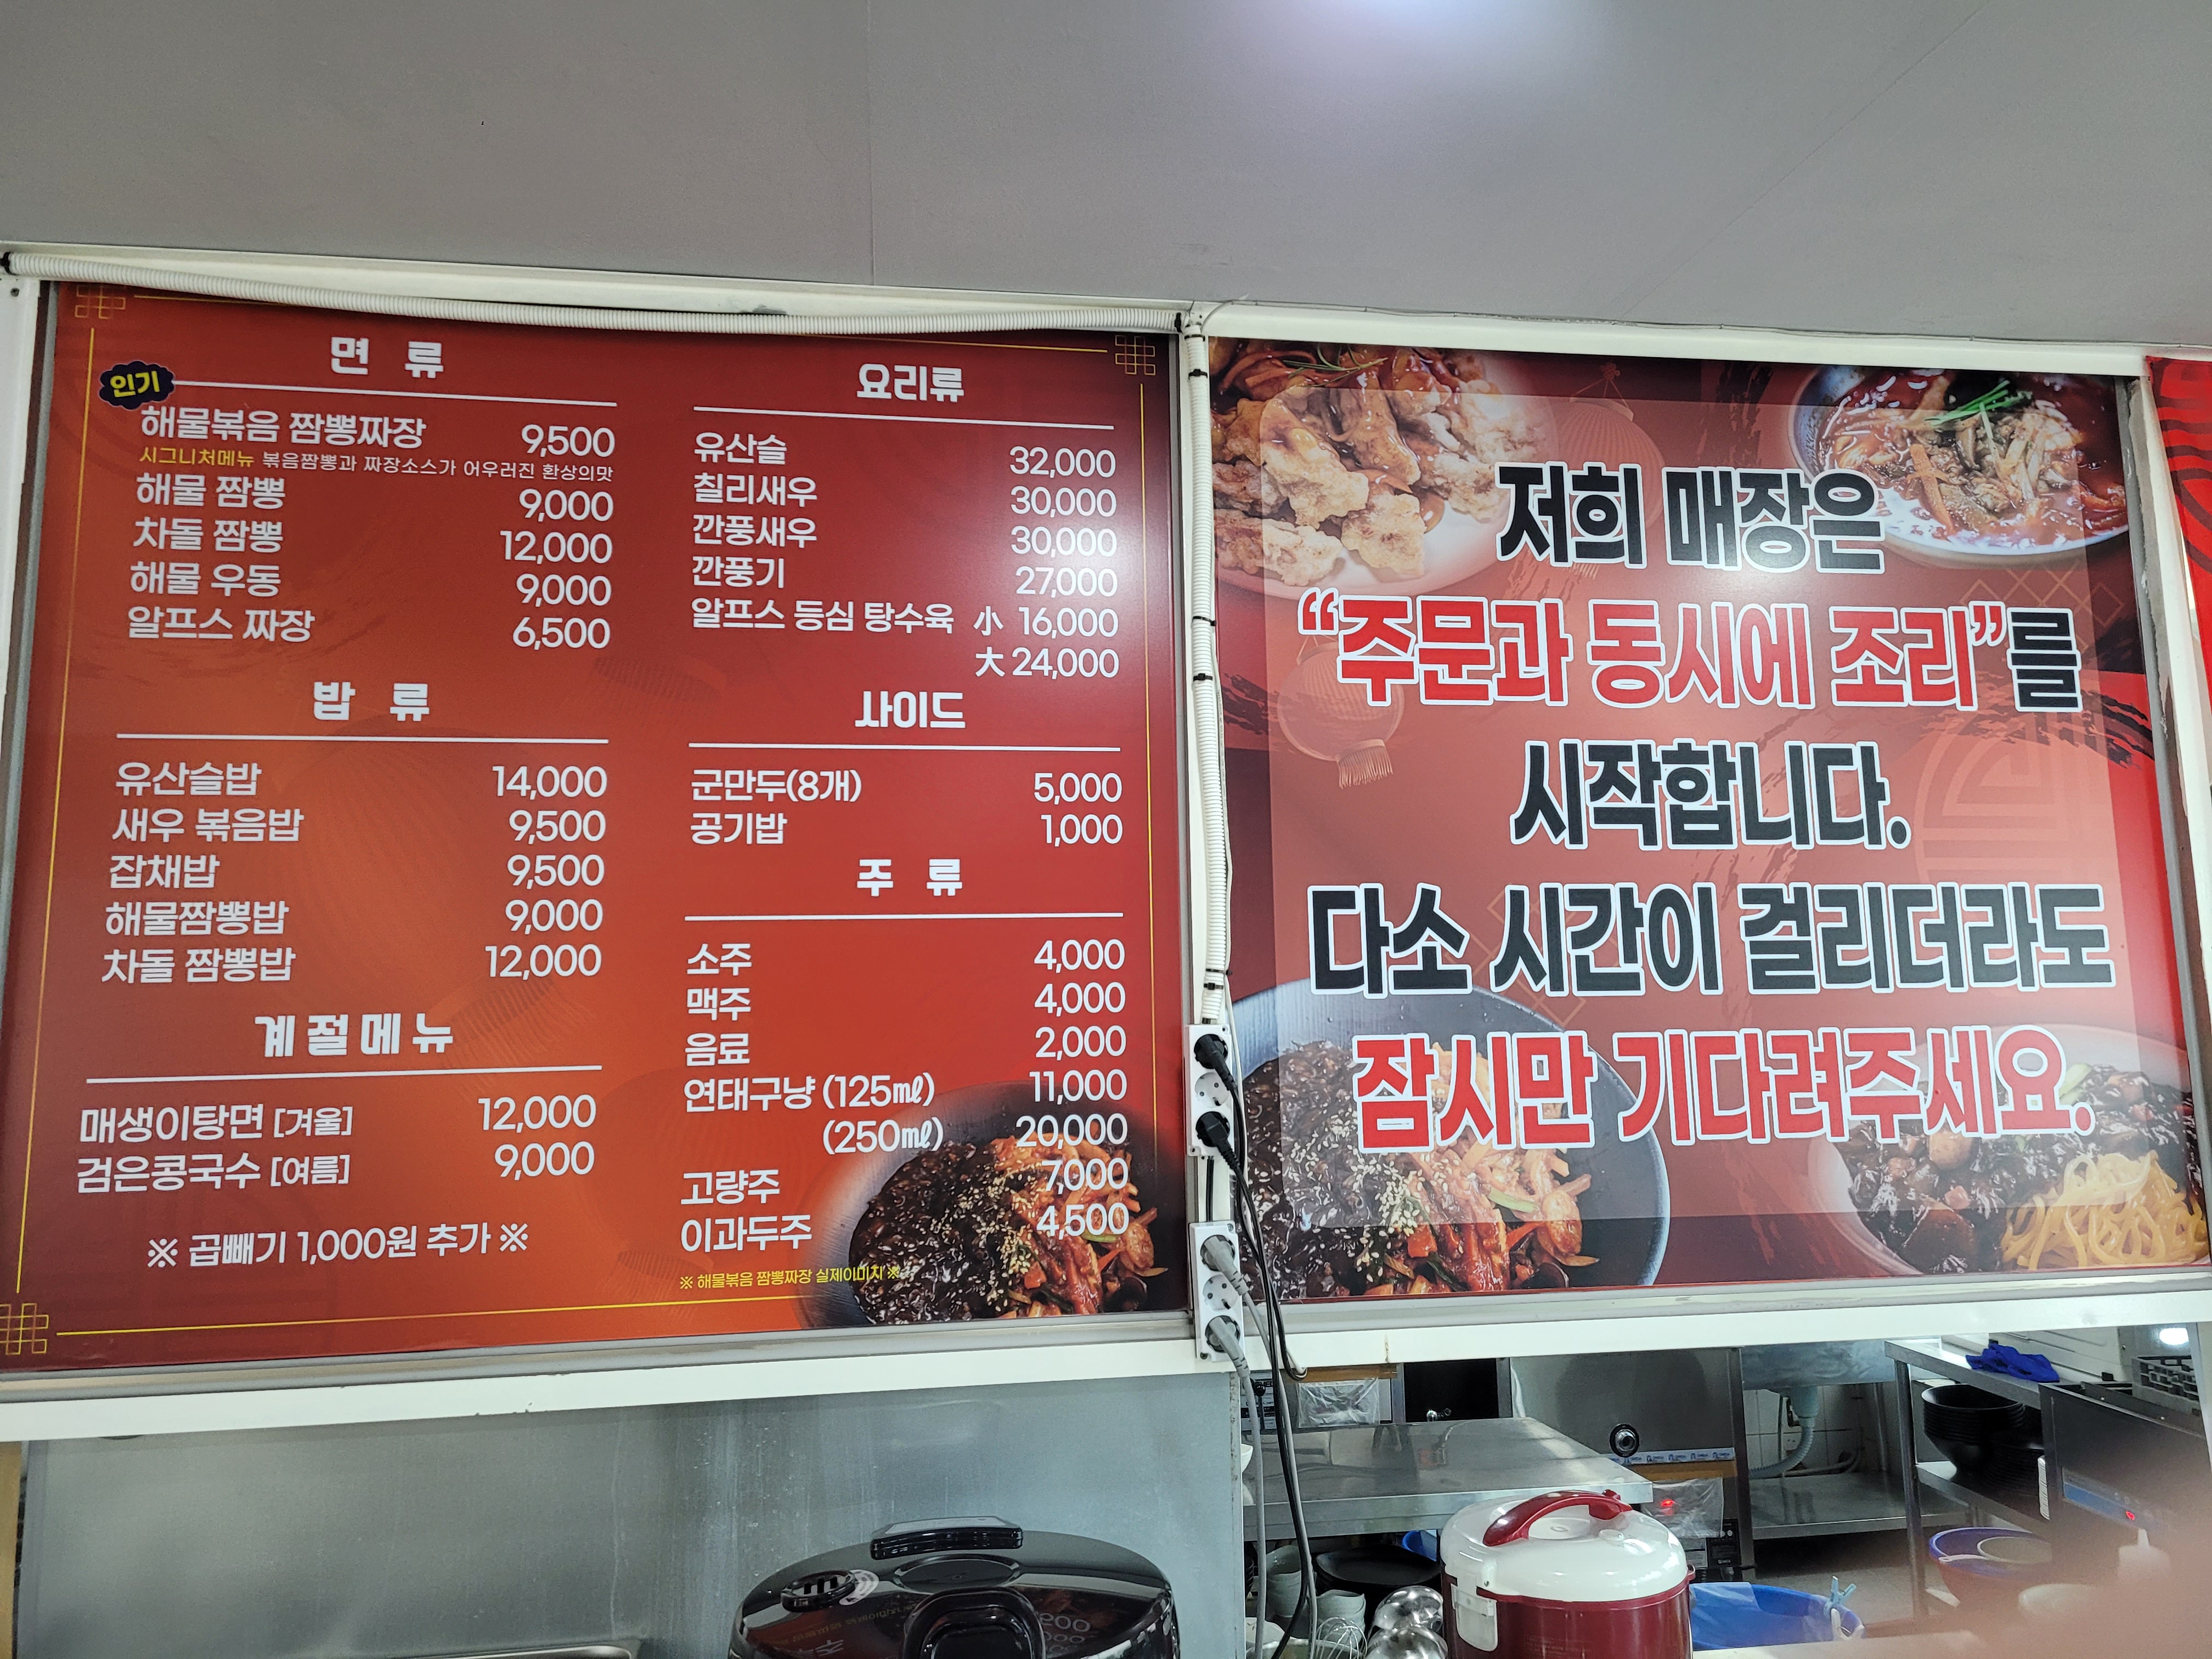 면 류
인기
해물볶음 짬뽕짜장 9,500
시그니처메뉴 볶음짬뽕과 짜장소스가 어우러진 환상의맛
해물 짬뽕 9,000
차돌 짬뽕 12,000
해물 우동 9,000
알프스 짜장 6,500
밥 류
유산슬밥 14,000
새우 볶음밥 9,500
잡채밥 9,500
해물짬뽕밥 9,000
차돌 짬뽕밥 12,000
계절메뉴
매생이탕면 [겨울] 12,000
검은콩국수 [여름] 9,000
※ 곱빼기 1,000원 추가 ※
요리류
유산슬 32,000
칠리새우 30,000
깐풍새우 30,000
깐풍기 27,000
알프스 등심 탕수육 小 16,000
大 24,000
사이드
군만두(8개) 5,000
공기밥 1,000
주 류
소주 4,000
맥주 4,000
음료 2,000
연태구냥 (125㎖) 11,000
(250㎖) 20,000
고량주 7,000
이과두주 4,500
※ 해물볶음 짬뽕짜장 실제이미지 ※
저희 매장은
“주문과 동시에 조리”를
시작합니다.
다소 시간이 걸리더라도
잠시만 기다려주세요.